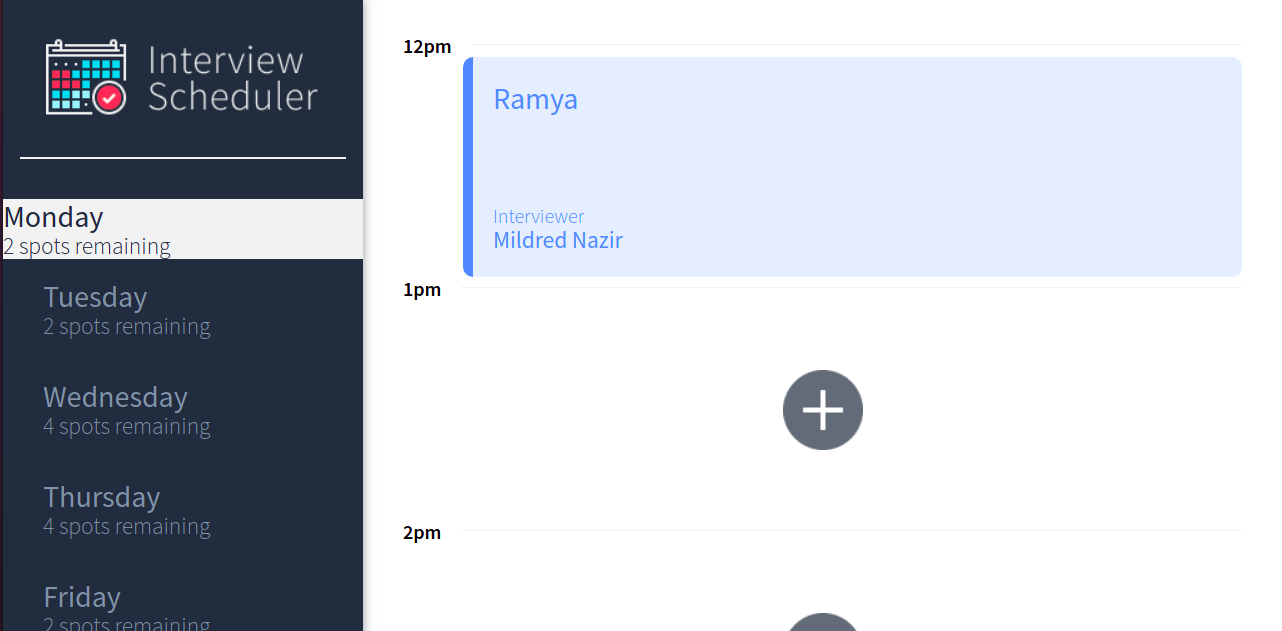 Interview
Scheduler
Monday
2 spots remaining
Tuesday
2 spots remaining
Wednesday
4 spots remaining
Thursday
4 spots remaining
Friday
2 spots remaining
12pm
Ramya
Interviewer
Mildred Nazir
1pm
2pm